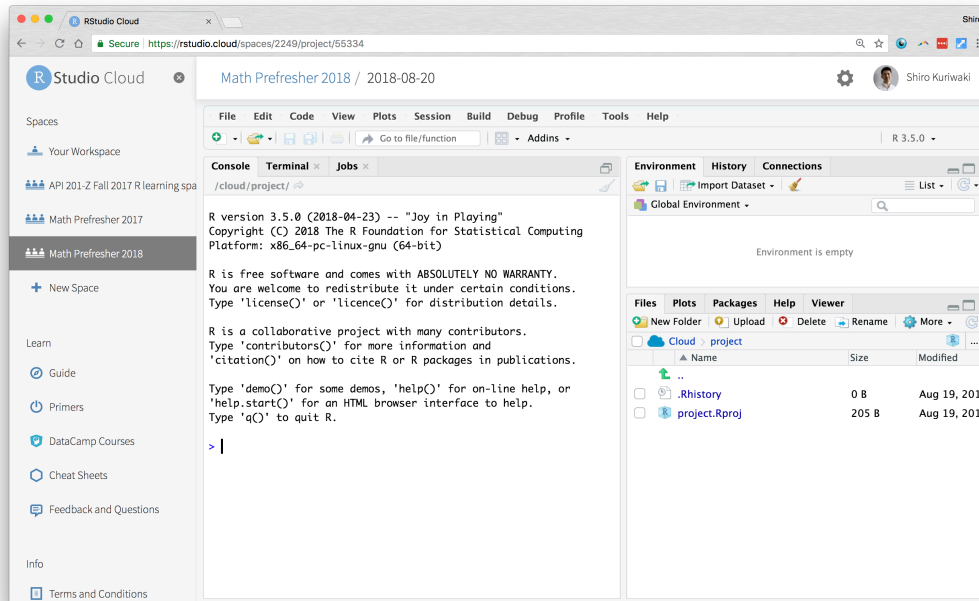 RStudio Cloud
Shiro
Secure https://rstudio.cloud/spaces/2249/project/55334
R Studio Cloud
Math Prefresher 2018 / 2018-08-20
Shiro Kuriwaki
Spaces
Your Workspace
API 201-Z Fall 2017 R learning spa
Math Prefresher 2017
Math Prefresher 2018
New Space
Learn
Guide
Primers
DataCamp Courses
Cheat Sheets
Feedback and Questions
Info
Terms and Conditions
File Edit Code View Plots Session Build Debug Profile Tools Help
Go to file/function Addins R 3.5.0
Console Terminal Jobs
/cloud/project/
R version 3.5.0 (2018-04-23) -- "Joy in Playing"
Copyright (C) 2018 The R Foundation for Statistical Computing
Platform: x86_64-pc-linux-gnu (64-bit)
R is free software and comes with ABSOLUTELY NO WARRANTY.
You are welcome to redistribute it under certain conditions.
Type 'license()' or 'licence()' for distribution details.
R is a collaborative project with many contributors.
Type 'contributors()' for more information and
'citation()' on how to cite R or R packages in publications.
Type 'demo()' for some demos, 'help()' for on-line help, or
'help.start()' for an HTML browser interface to help.
Type 'q()' to quit R.
>
Environment History Connections
Import Dataset List
Global Environment
Environment is empty
Files Plots Packages Help Viewer
New Folder Upload Delete Rename More
Cloud > project ...
Name Size Modified
..
.Rhistory 0 B Aug 19, 201
project.Rproj 205 B Aug 19, 201